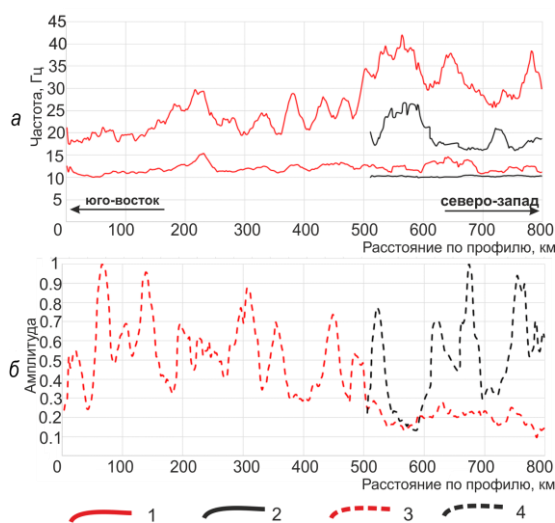 а
Частота, Гц
45
40
35
30
25
20
15
10
5
юго-восток
северо-запад
0 100 200 300 400 500 600 700 800
Расстояние по профилю, км
б
Амплитуда
1
0.9
0.8
0.7
0.6
0.5
0.4
0.3
0.2
0.1
0 100 200 300 400 500 600 700 800
Расстояние по профилю, км
1 2 3 4